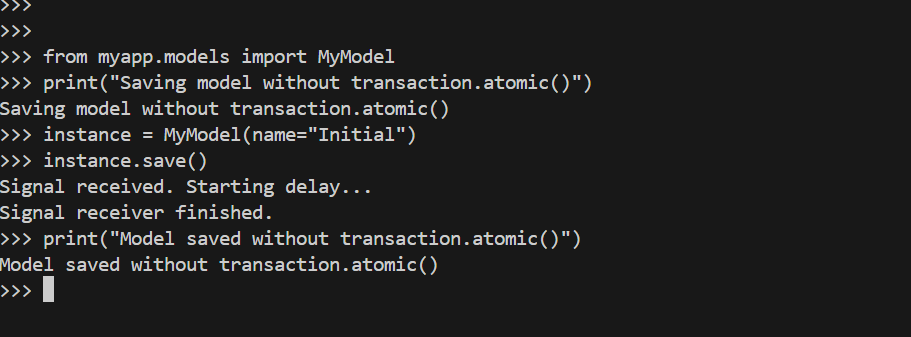 >>>
>>>
>>> from myapp.models import MyModel
>>> print("Saving model without transaction.atomic()")
Saving model without transaction.atomic()
>>> instance = MyModel(name="Initial")
>>> instance.save()
Signal received. Starting delay...
Signal receiver finished.
>>> print("Model saved without transaction.atomic()")
Model saved without transaction.atomic()
>>>